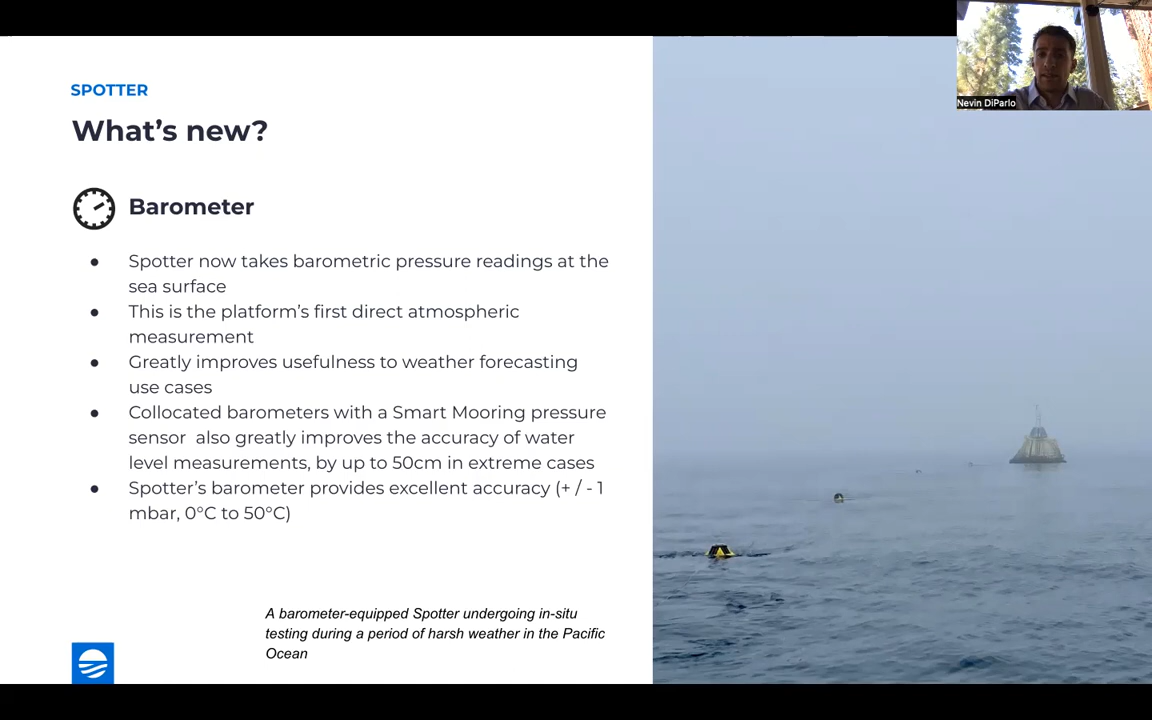 Nevin DiParlo
SPOTTER
What's new?
Barometer
● Spotter now takes barometric pressure readings at the
sea surface
● This is the platform's first direct atmospheric
measurement
● Greatly improves usefulness to weather forecasting
use cases
● Collocated barometers with a Smart Mooring pressure
sensor  also greatly improves the accuracy of water
level measurements, by up to 50cm in extreme cases
● Spotter's barometer provides excellent accuracy (+ / - 1
mbar, 0°C to 50°C)
A barometer-equipped Spotter undergoing in-situ
testing during a period of harsh weather in the Pacific
Ocean